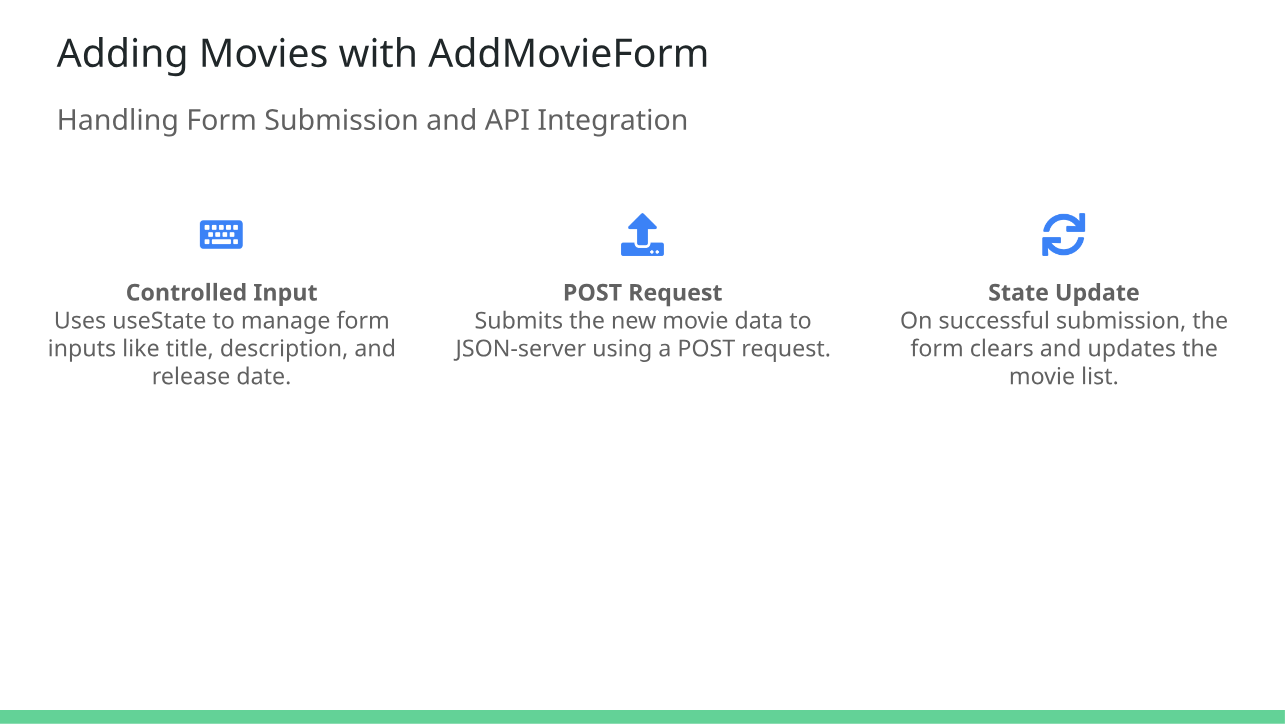 Adding Movies with AddMovieForm
Handling Form Submission and API Integration
Controlled Input
Uses useState to manage form
inputs like title, description, and
release date.
POST Request
Submits the new movie data to
JSON-server using a POST request.
State Update
On successful submission, the
form clears and updates the
movie list.